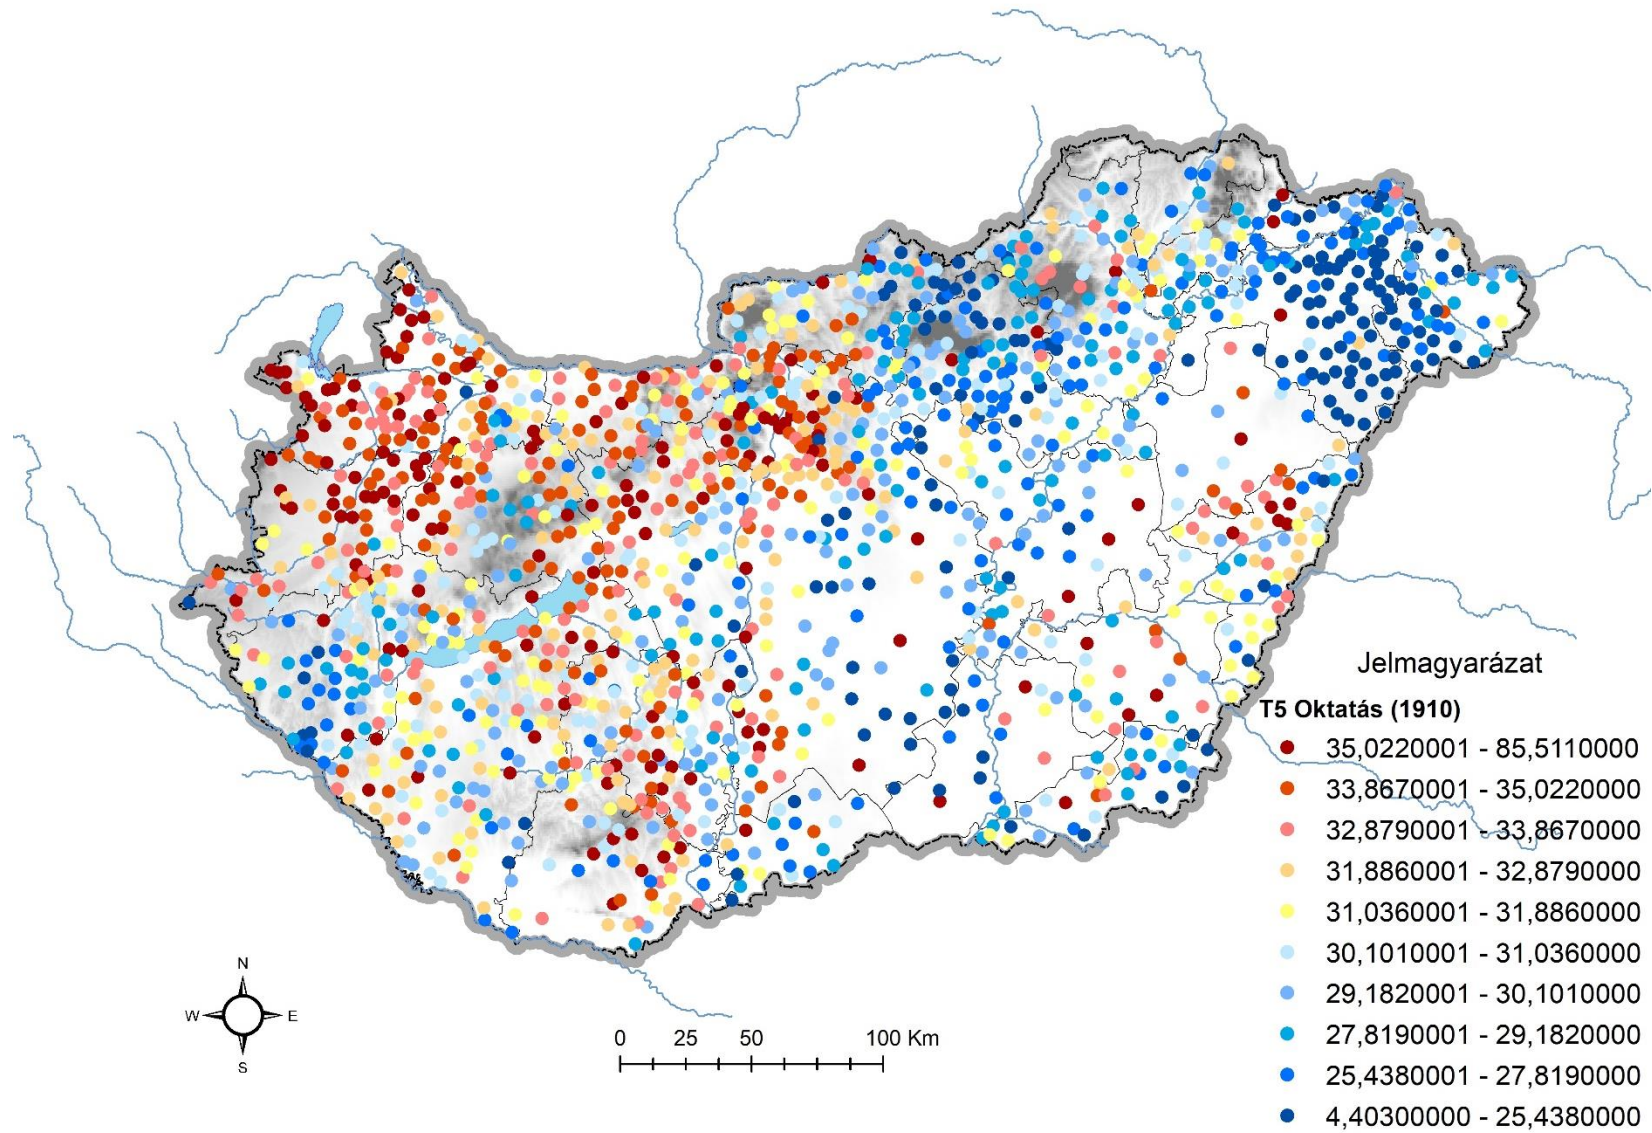 Jelmagyarázat
T5 Oktatás (1910)
35,0220001 - 85,5110000
33,8670001 - 35,0220000
32,8790001 - 33,8670000
31,8860001 - 32,8790000
31,0360001 - 31,8860000
30,1010001 - 31,0360000
29,1820001 - 30,1010000
27,8190001 - 29,1820000
25,4380001 - 27,8190000
4,40300000 - 25,4380000
N
W E
S
0 25 50 100 Km